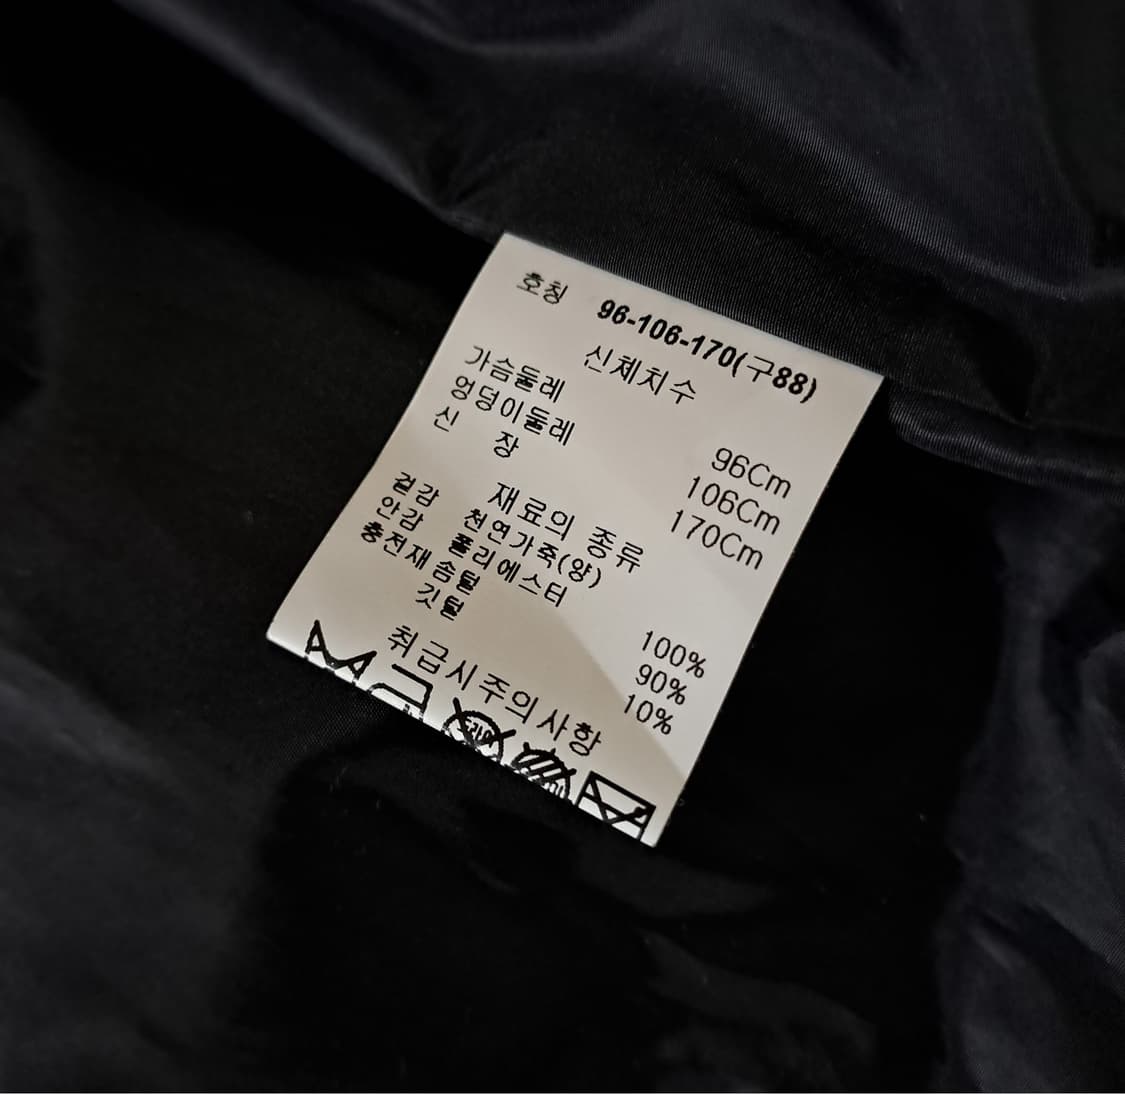 호칭 96-106-170(구88)
신체치수
가슴둘레 96Cm
엉덩이둘레 106Cm
신 장 170Cm
재료의 종류
겉감 천연가죽(양)
안감 폴리에스터 100%
충전재 솜털 90%
깃털 10%
취급시주의사항